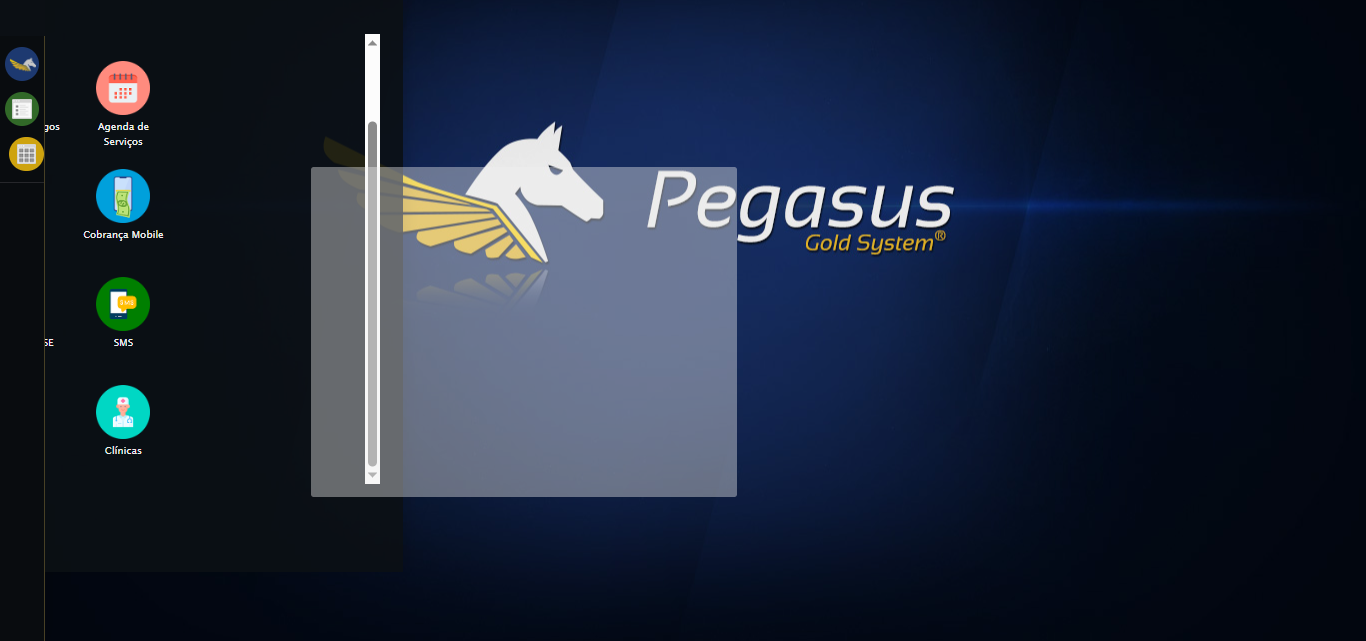 gos
Agenda de
Serviços
Cobrança Mobile
SE
SMS
Clínicas
Pegasus
Gold System®